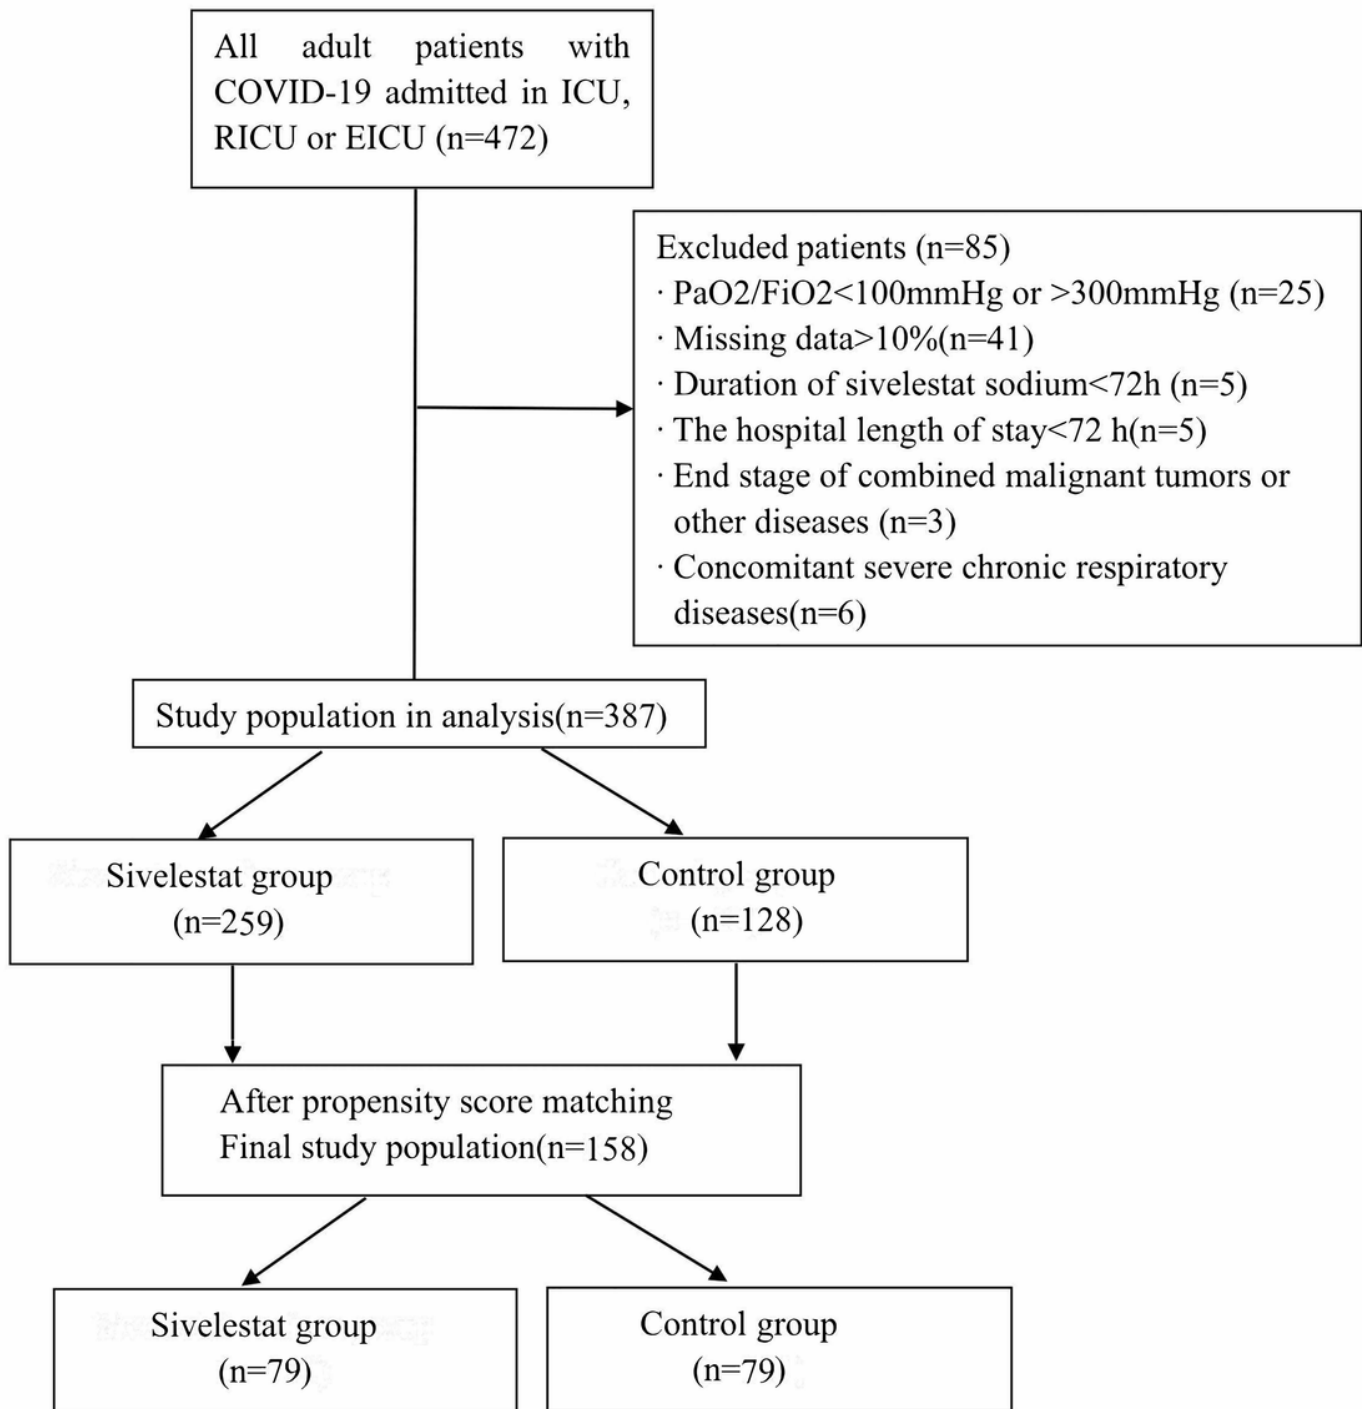 All adult patients with
COVID-19 admitted in ICU,
RICU or EICU (n=472)
Excluded patients (n=85)
· PaO2/FiO2<100mmHg or >300mmHg (n=25)
· Missing data>10%(n=41)
· Duration of sivelestat sodium<72h (n=5)
· The hospital length of stay<72 h(n=5)
· End stage of combined malignant tumors or
other diseases (n=3)
· Concomitant severe chronic respiratory
diseases(n=6)
Study population in analysis(n=387)
Sivelestat group
(n=259)
Control group
(n=128)
After propensity score matching
Final study population(n=158)
Sivelestat group
(n=79)
Control group
(n=79)